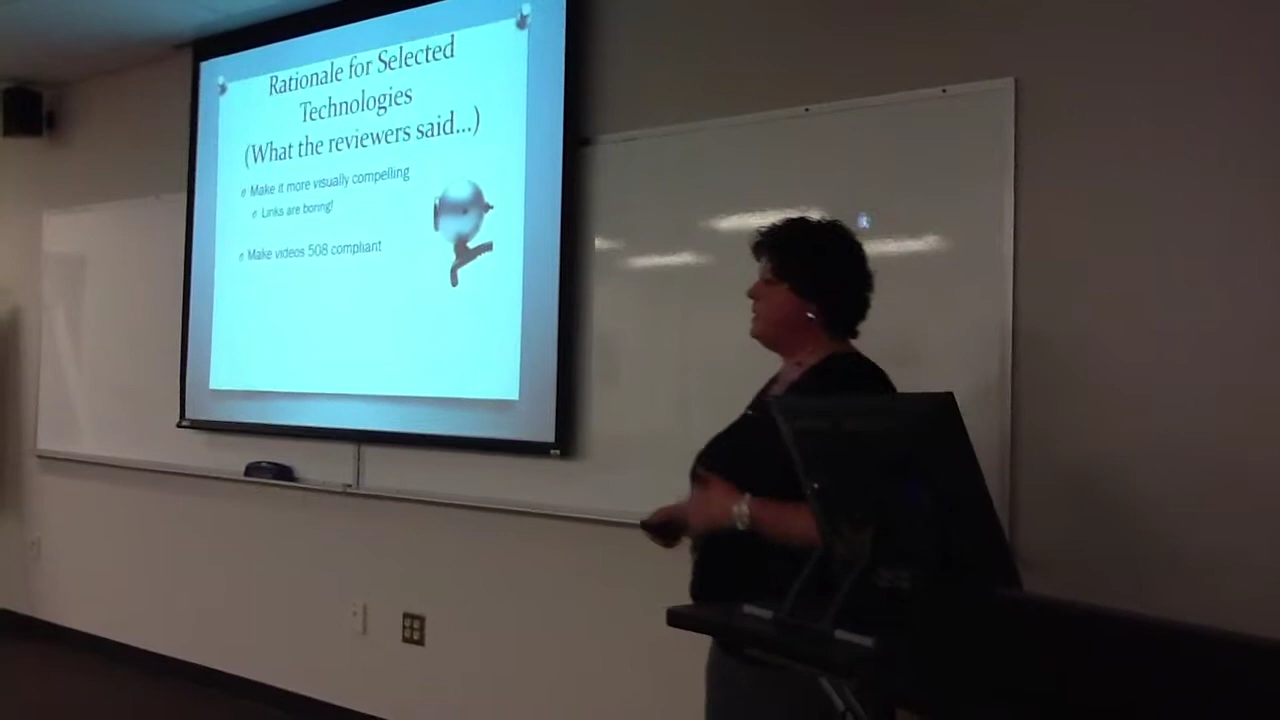 Rationale for Selected
Technologies
(What the reviewers said...)
Make it more visually compelling
Links are boring!
Make videos 508 compliant